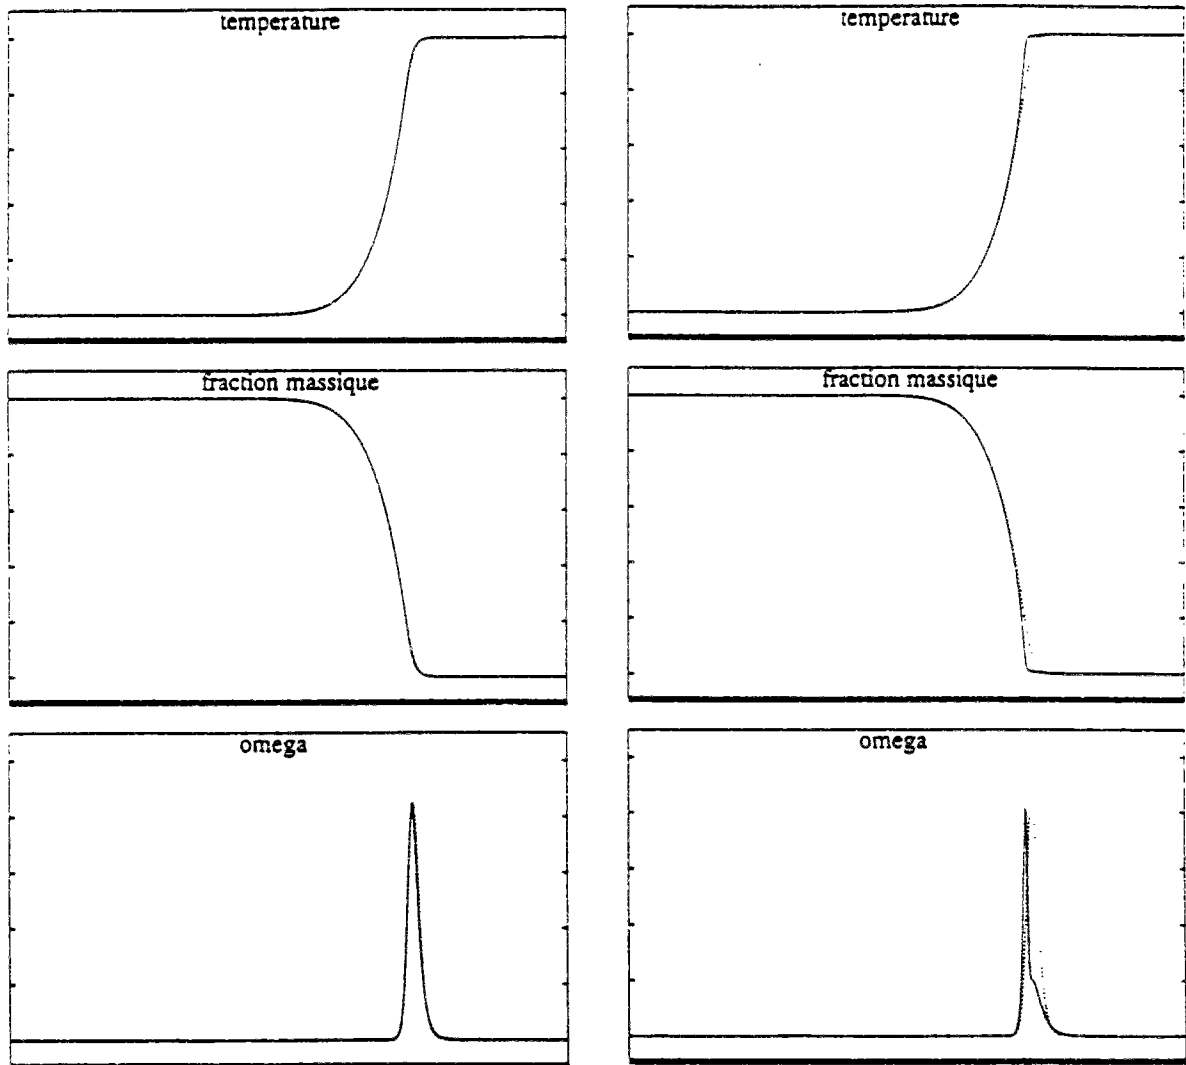 temperature
temperature
fraction massique
fraction massique
omega
omega